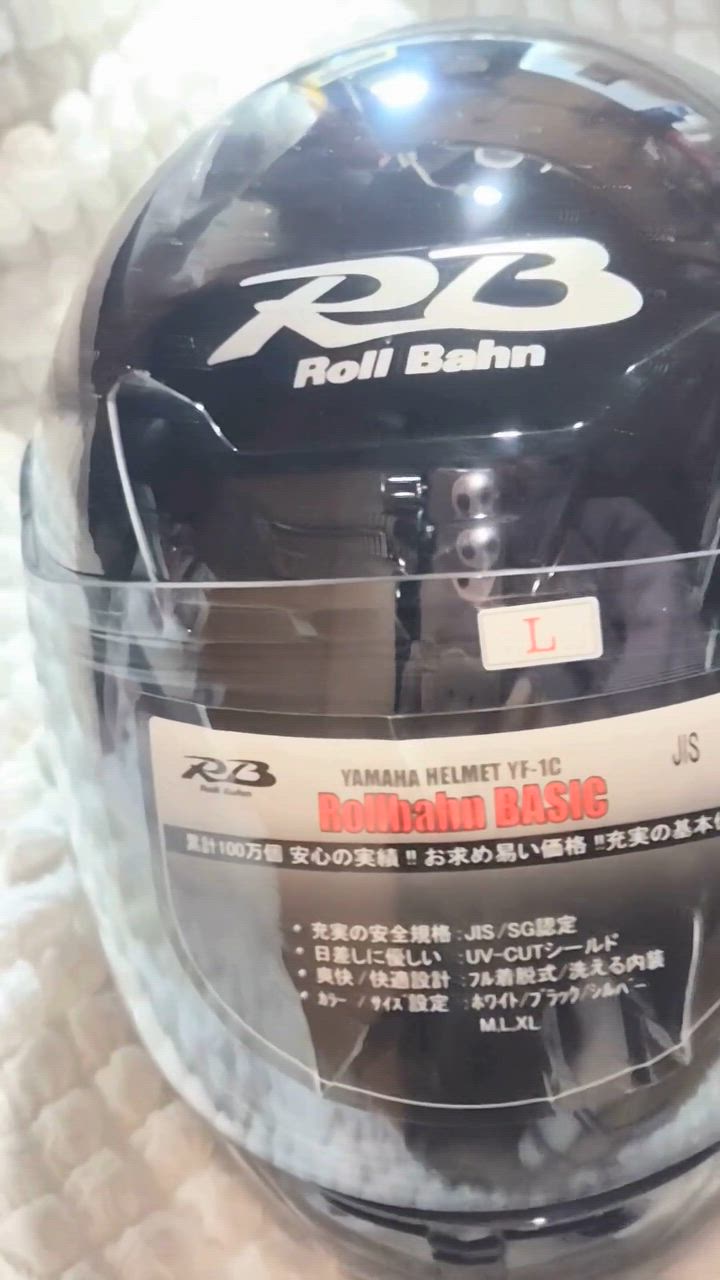 RB
Roll Bahn
L
RB
Roll Bahn
YAMAHA HELMET YF-1C
JIS
Rollbahn BASIC
累計100万個 安心の実績!! お求め易い価格!!充実の基本
• 充実の安全規格:JIS/SG認定
• 日差しに優しい :UV-CUTシールド
• 爽快/快適設計 :フル着脱式/洗える内装
• カラー/サイズ設定 :ホワイト/ブラック/シルバー
M.L.XL